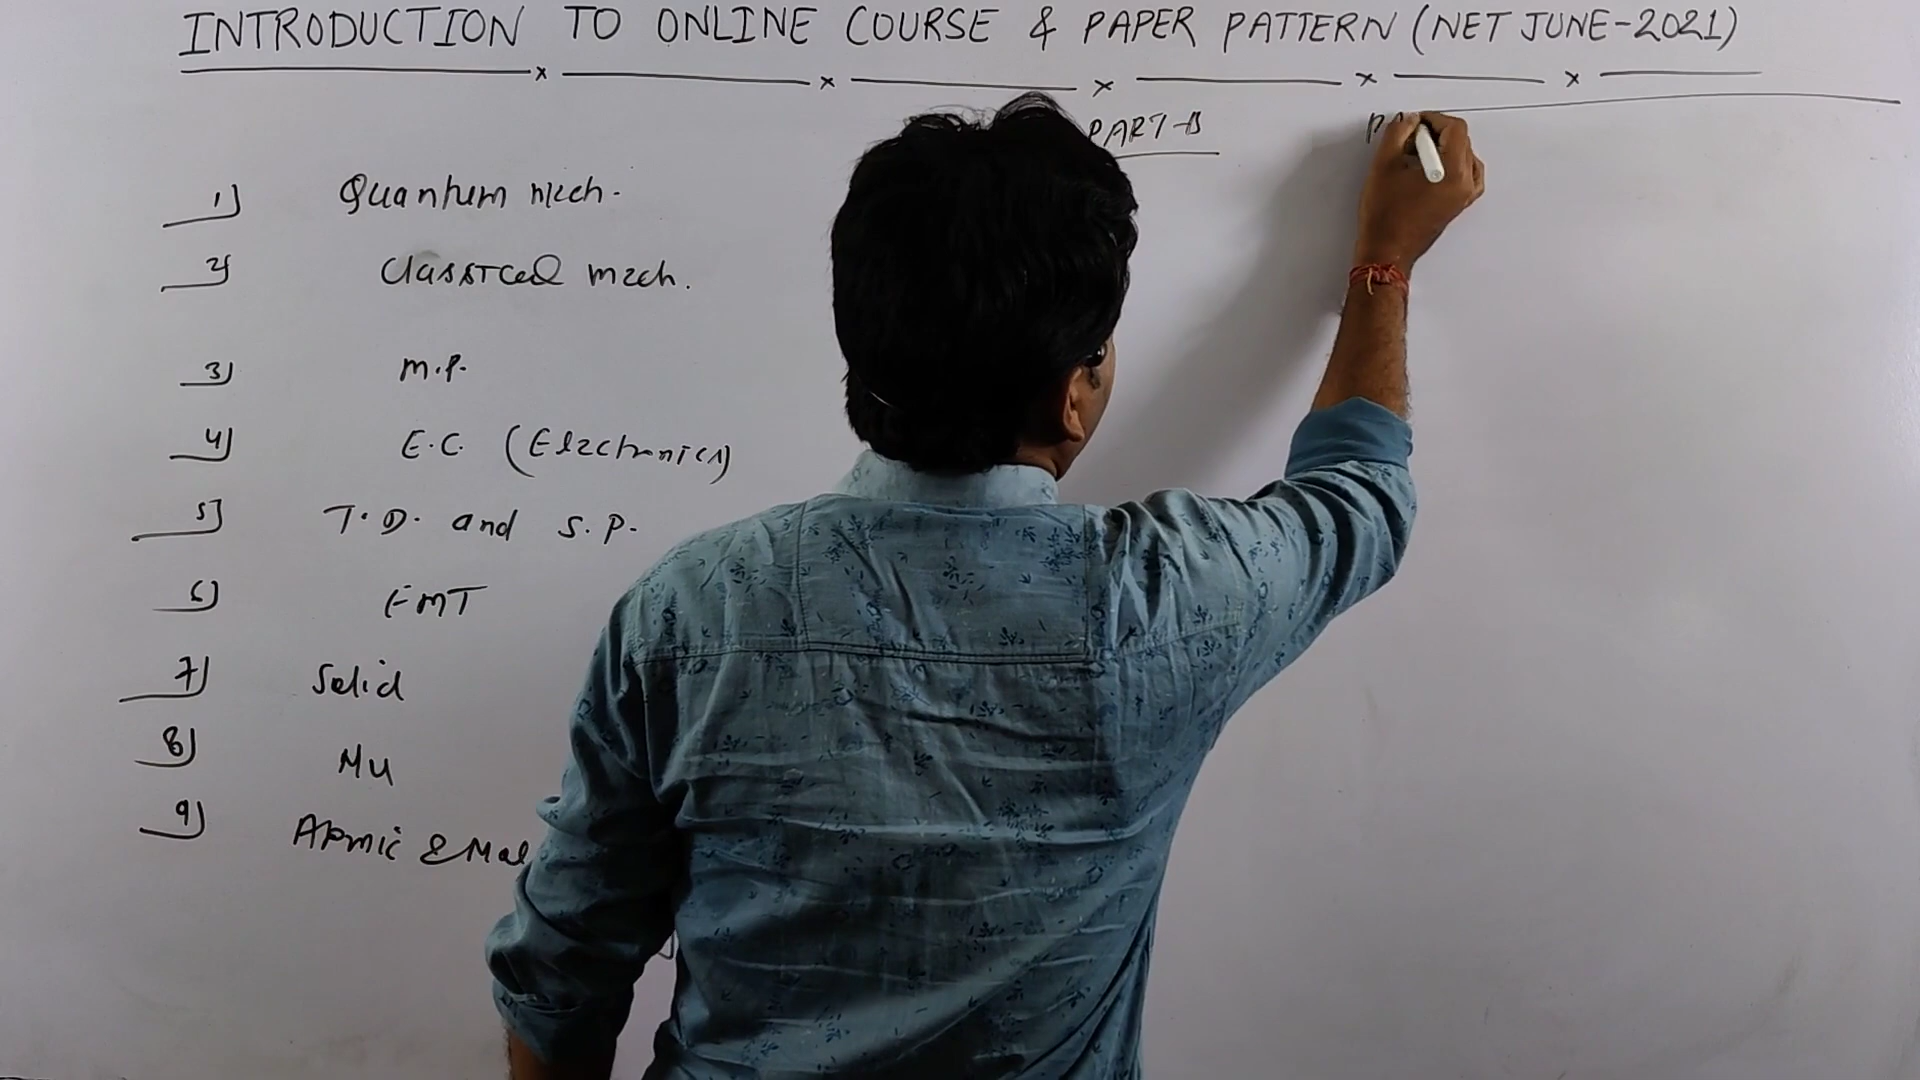 INTRODUCTION TO ONLINE COURSE & PAPER PATTERN (NET JUNE-2021)
PART-B
1) Quantum Mech.
2) Classical Mech.
3) M.P.
4) E.C. (Electronics)
5) T.D. and S.P.
6) EMT
7) Solid
8) Nu
9) Atomic & Mol